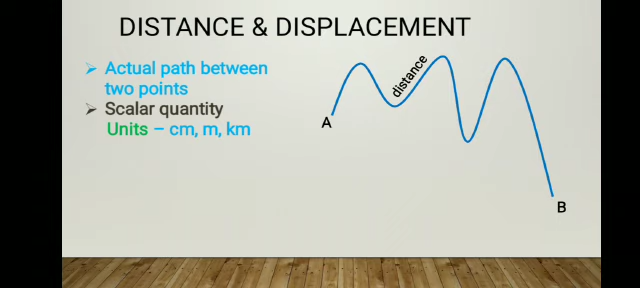 DISTANCE & DISPLACEMENT
➢ Actual path between
two points
➢ Scalar quantity
Units – cm, m, km
distance
A
B